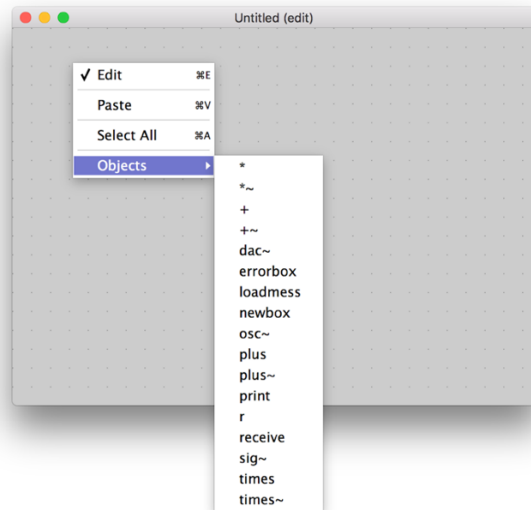 Untitled (edit)
✓ Edit ⌘E
Paste ⌘V
Select All ⌘A
Objects
*
*~
+
+~
dac~
errorbox
loadmess
newbox
osc~
plus
plus~
print
r
receive
sig~
times
times~